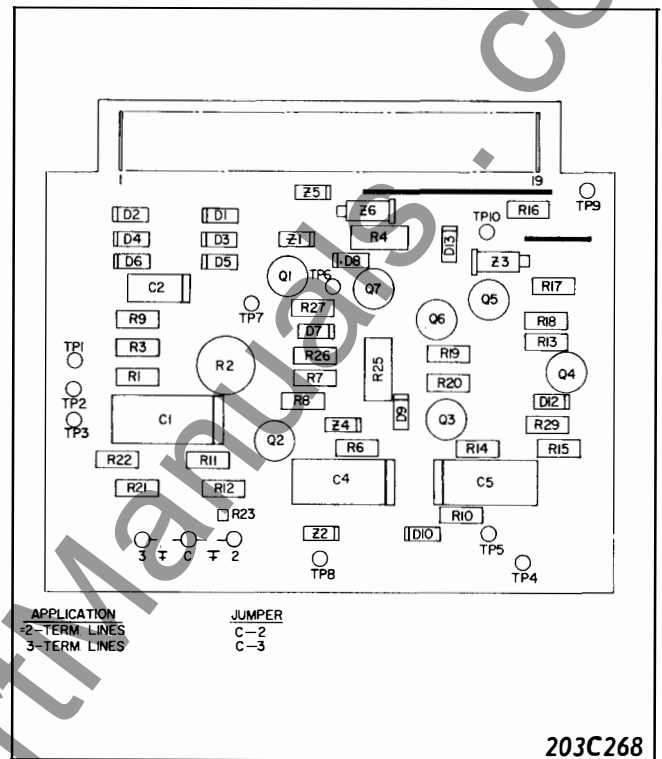 1 19
Z5 TP9
D2 D1 Z6 R16
R4 TP10
D4 D3 Z1 D13
D6 D5 D8 Z3
Q1 TP6 Q7 Q5 R17
C2
TP7 R27 Q6
R9 R18
D7 R13
TP1 R3 R26 R19
R2 R25 Q4
R1 R7 R20
TP2 R8 D9 D12
TP3 C1 Z4 Q3 R29
Q2 R6 R14 R15
R22 R11
C4 C5
R21 R12
R23 R10
3 C 2 Z2 D10 TP5
TP8 TP4
APPLICATION JUMPER
2-TERM. LINES C-2
3-TERM. LINES C-3
203C268